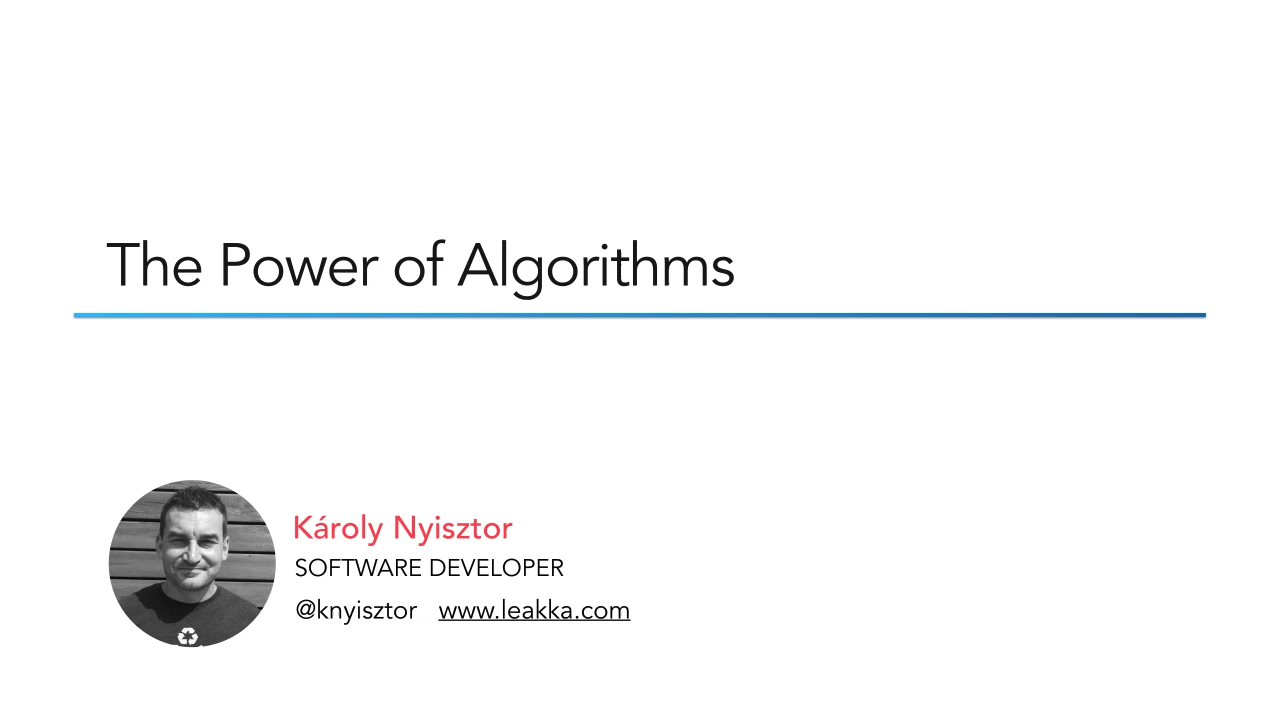 The Power of Algorithms
Károly Nyisztor
SOFTWARE DEVELOPER
@knyisztor www.leakka.com